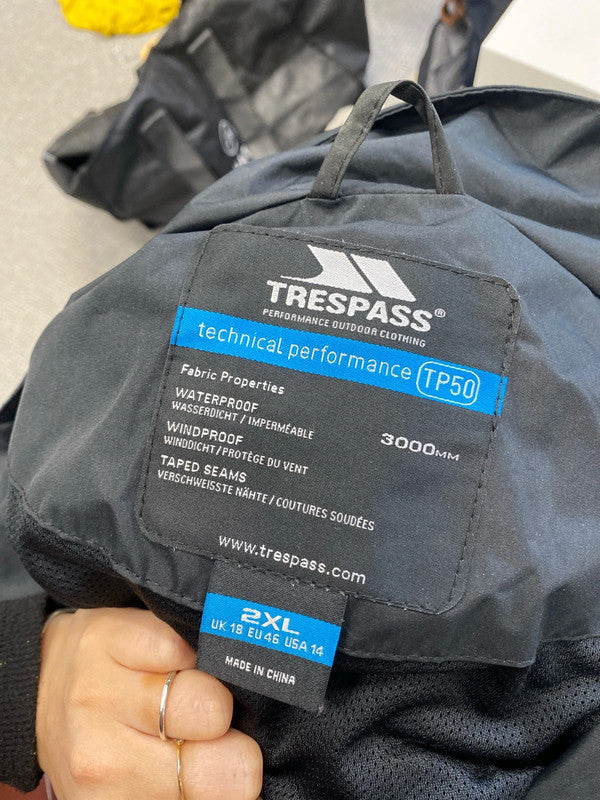 TRESPASS®
PERFORMANCE OUTDOOR CLOTHING
technical performance TP50
Fabric Properties
WATERPROOF 3000MM
WASSERDICHT / IMPERMÉABLE
WINDPROOF
WINDDICHT/PROTÈGE DU VENT
TAPED SEAMS
VERSCHWEISSTE NÄHTE / COUTURES SOUDÉES
www.trespass.com
2XL
UK 18 EU 46 USA 14
MADE IN CHINA